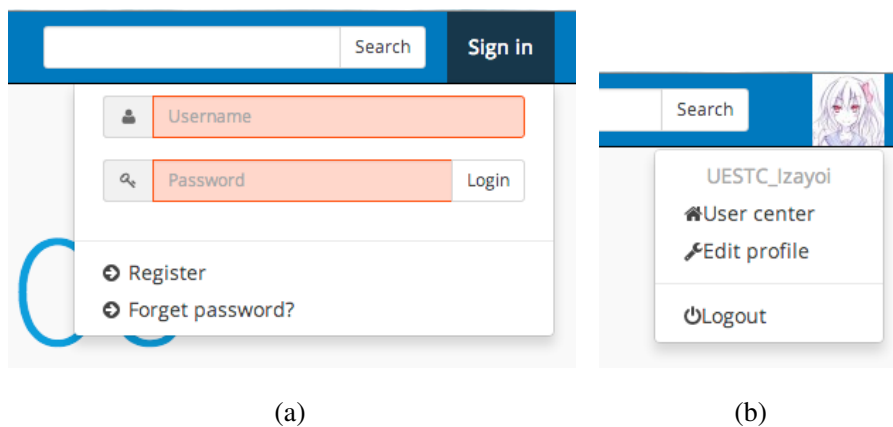 Search Sign in
Username
Password Login
Register
Forget password?
Search
UESTC_Izayoi
User center
Edit profile
Logout
(a) (b)